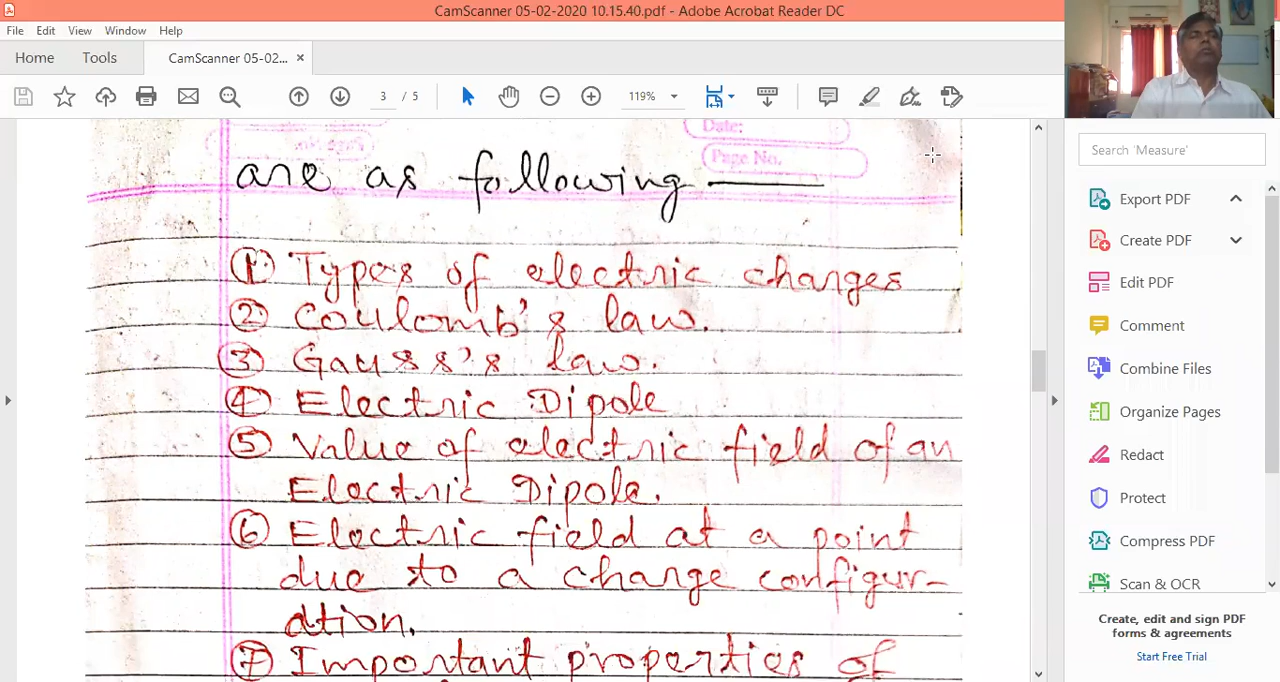 CamScanner 05-02-2020 10.15.40.pdf - Adobe Acrobat Reader DC
File Edit View Window Help
Home Tools CamScanner 05-02... ×
3 / 5 119%
Date:
Page No.
are as following
① Types of electric charges
② Coulomb's law.
③ Gauss's law.
④ Electric Dipole
⑤ Value of electric field of an
Electric Dipole.
⑥ Electric field at a point
due to a charge configur-
ation.
⑦ Important properties of
Search 'Measure'
Export PDF
Create PDF
Edit PDF
Comment
Combine Files
Organize Pages
Redact
Protect
Compress PDF
Scan & OCR
Create, edit and sign PDF
forms & agreements
Start Free Trial